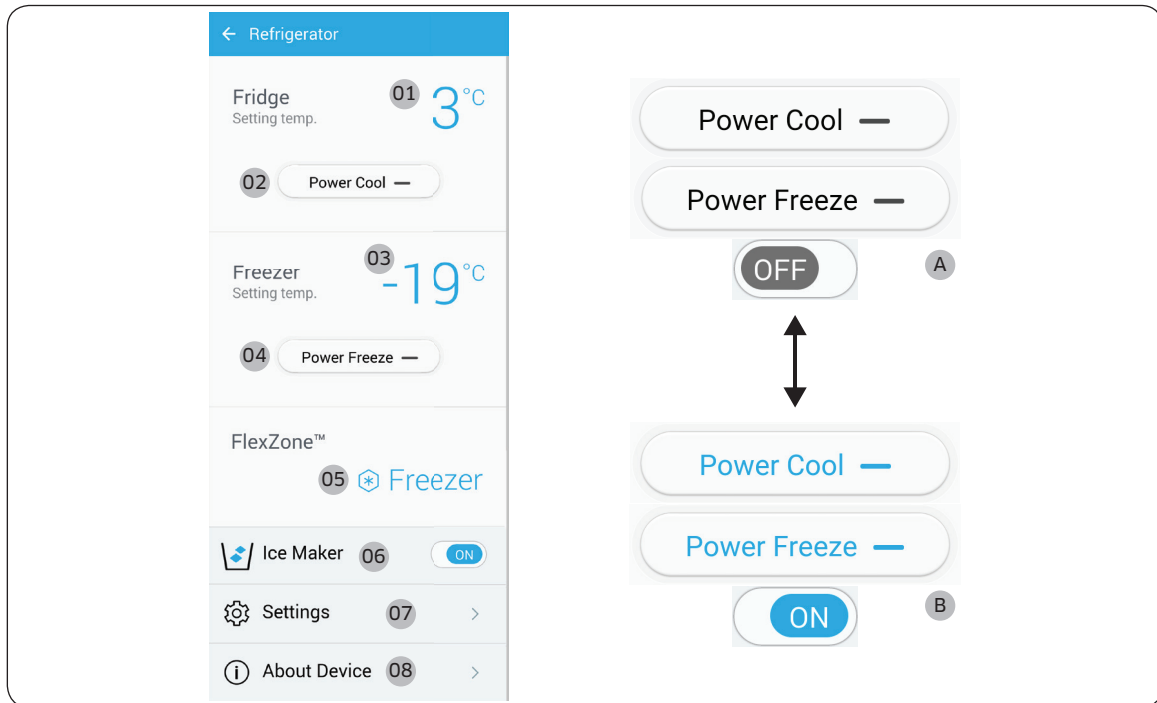 Refrigerator
01
3°C
Fridge
Setting temp.
02
Power Cool
03
-19°C
Freezer
Setting temp.
04
Power Freeze
FlexZone™
05
Freezer
Ice Maker
06
ON
Settings
07
About Device
08
Power Cool
Power Freeze
OFF
A
Power Cool
Power Freeze
ON
B